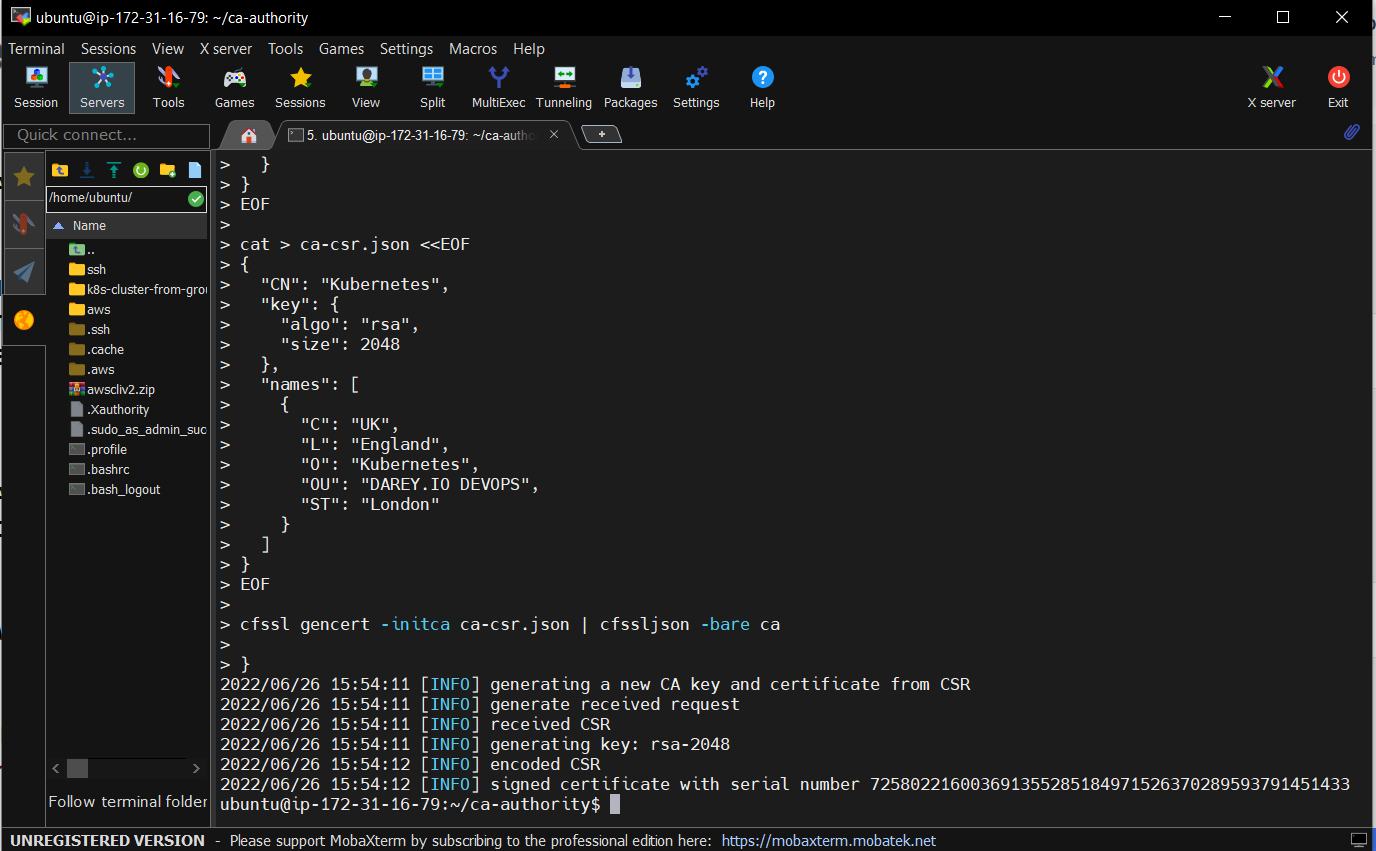 ubuntu@ip-172-31-16-79: ~/ca-authority
Terminal Sessions View X server Tools Games Settings Macros Help
Session Servers Tools Games Sessions View Split MultiExec Tunneling Packages Settings Help X server Exit
Quick connect...
5. ubuntu@ip-172-31-16-79: ~/ca-autho
/home/ubuntu/
Name
..
ssh
k8s-cluster-from-grou
aws
.ssh
.cache
.aws
awscliv2.zip
.Xauthority
.sudo_as_admin_suc
.profile
.bashrc
.bash_logout
Follow terminal folder
>   }
> }
> EOF
>
> cat > ca-csr.json <<EOF
> {
>   "CN": "Kubernetes",
>   "key": {
>     "algo": "rsa",
>     "size": 2048
>   },
>   "names": [
>     {
>       "C": "UK",
>       "L": "England",
>       "O": "Kubernetes",
>       "OU": "DAREY.IO DEVOPS",
>       "ST": "London"
>     }
>   ]
> }
> EOF
>
> cfssl gencert -initca ca-csr.json | cfssljson -bare ca
>
> }
2022/06/26 15:54:11 [INFO] generating a new CA key and certificate from CSR
2022/06/26 15:54:11 [INFO] generate received request
2022/06/26 15:54:11 [INFO] received CSR
2022/06/26 15:54:11 [INFO] generating key: rsa-2048
2022/06/26 15:54:12 [INFO] encoded CSR
2022/06/26 15:54:12 [INFO] signed certificate with serial number 725802216003691355285184971526370289593791451433
ubuntu@ip-172-31-16-79:~/ca-authority$
UNREGISTERED VERSION - Please support MobaXterm by subscribing to the professional edition here: https://mobaxterm.mobatek.net